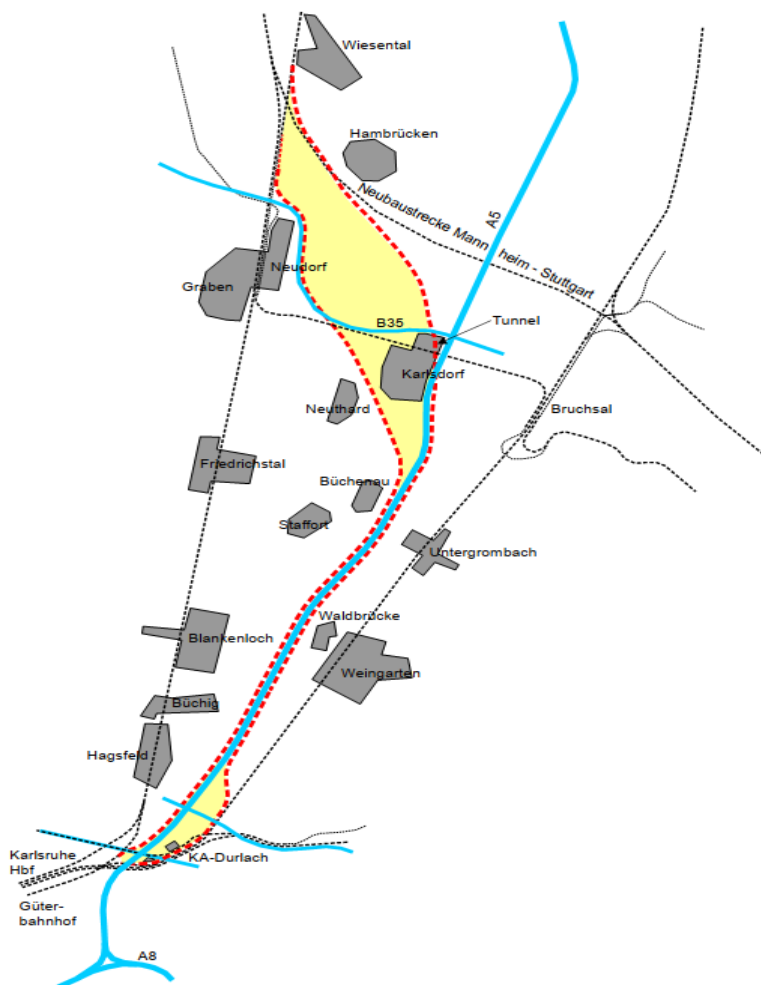 Wiesental
Hambrücken
A5
Neubaustrecke Mannheim - Stuttgart
Neudorf
Graben
B35
Tunnel
Karlsdorf
Neuthard
Bruchsal
Friedrichstal
Büchenau
Staffort
Untergrombach
Waldbrücke
Blankenloch
Weingarten
Büchig
Hagsfeld
Karlsruhe
Hbf
KA-Durlach
Güter-
bahnhof
A8